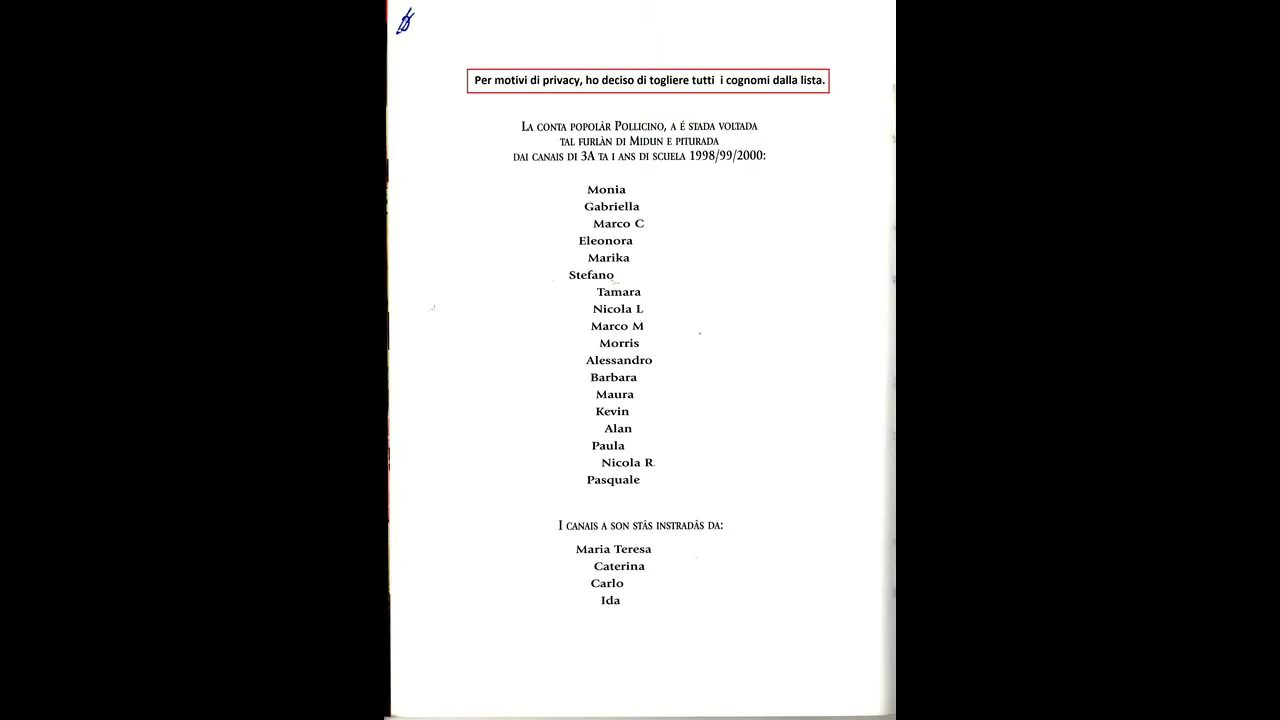 Per motivi di privacy, ho deciso di togliere tutti i cognomi dalla lista.
La conta popolâr Pollicino, a é stada voltada
tal furlàn di Midun e piturada
dai canais di 3A ta i ans di scuela 1998/99/2000:
Monia
Gabriella
Marco C
Eleonora
Marika
Stefano
Tamara
Nicola L
Marco M
Morris
Alessandro
Barbara
Maura
Kevin
Alan
Paula
Nicola R
Pasquale
I canais a son stâs instradâs da:
Maria Teresa
Caterina
Carlo
Ida